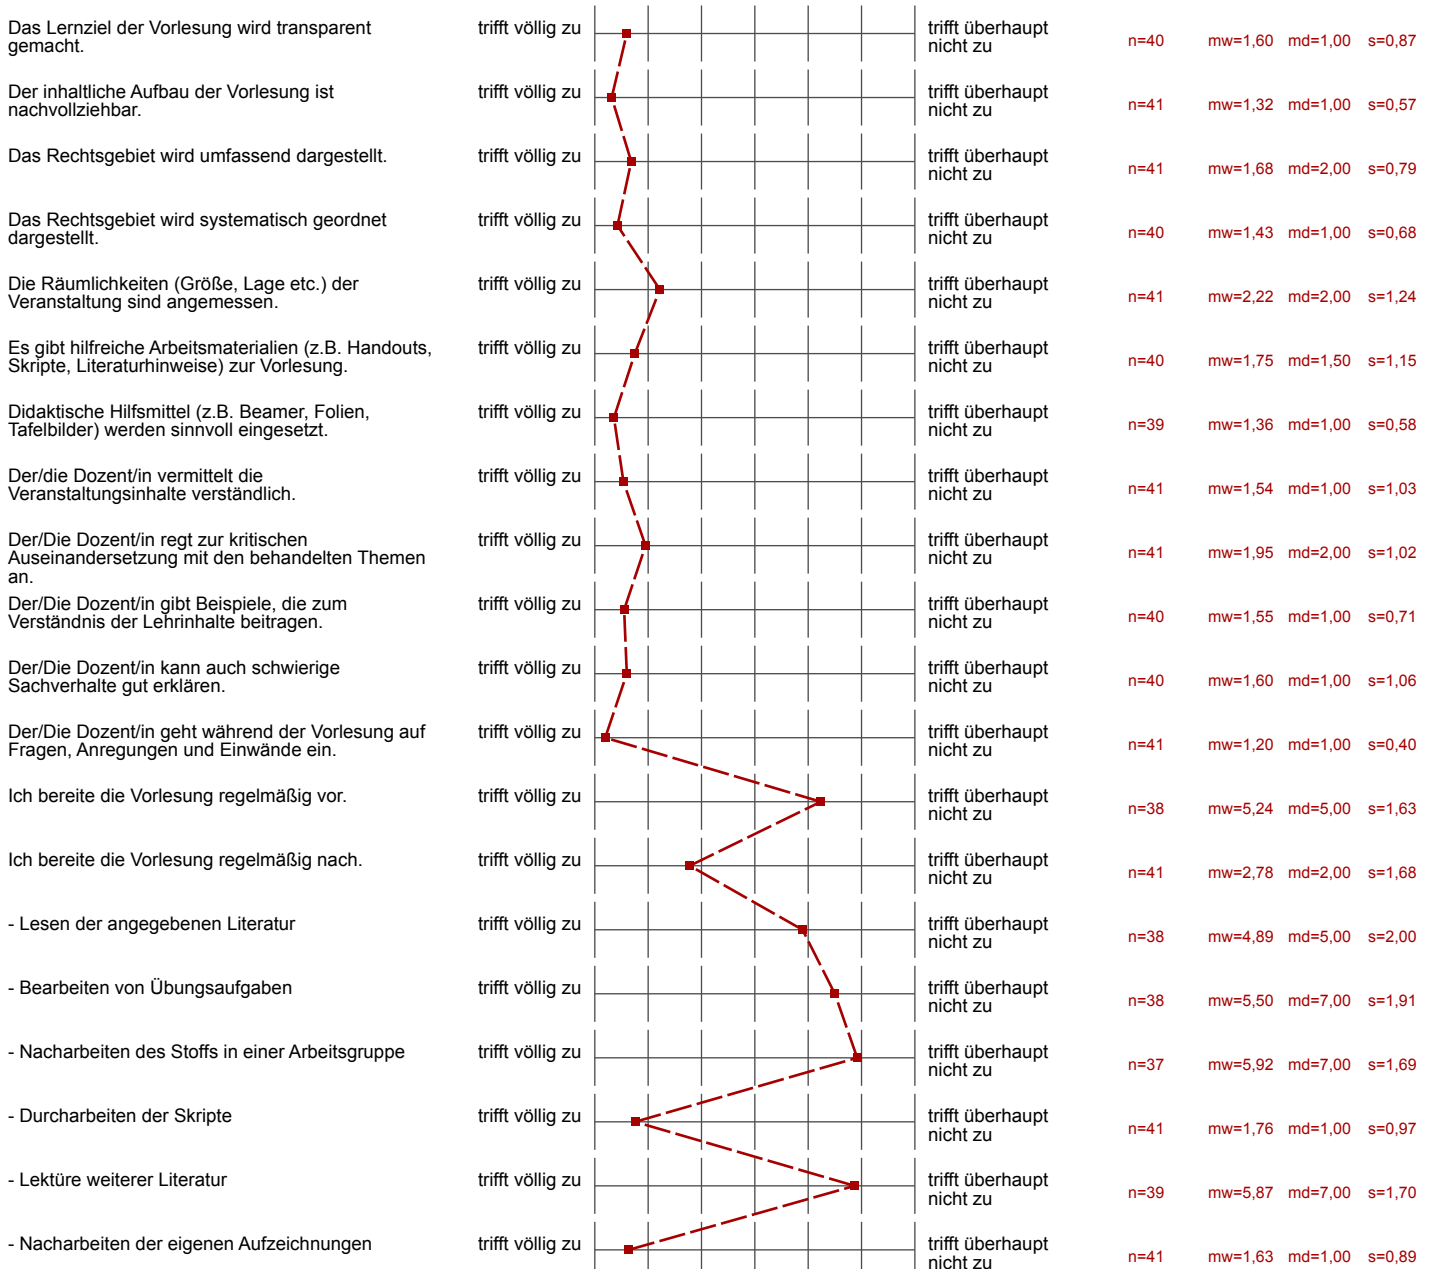 Das Lernziel der Vorlesung wird transparent
gemacht.
trifft völlig zu
trifft überhaupt
nicht zu
n=40 mw=1,60 md=1,00 s=0,87
Der inhaltliche Aufbau der Vorlesung ist
nachvollziehbar.
trifft völlig zu
trifft überhaupt
nicht zu
n=41 mw=1,32 md=1,00 s=0,57
Das Rechtsgebiet wird umfassend dargestellt.
trifft völlig zu
trifft überhaupt
nicht zu
n=41 mw=1,68 md=2,00 s=0,79
Das Rechtsgebiet wird systematisch geordnet
dargestellt.
trifft völlig zu
trifft überhaupt
nicht zu
n=40 mw=1,43 md=1,00 s=0,68
Die Räumlichkeiten (Größe, Lage etc.) der
Veranstaltung sind angemessen.
trifft völlig zu
trifft überhaupt
nicht zu
n=41 mw=2,22 md=2,00 s=1,24
Es gibt hilfreiche Arbeitsmaterialien (z.B. Handouts,
Skripte, Literaturhinweise) zur Vorlesung.
trifft völlig zu
trifft überhaupt
nicht zu
n=40 mw=1,75 md=1,50 s=1,15
Didaktische Hilfsmittel (z.B. Beamer, Folien,
Tafelbilder) werden sinnvoll eingesetzt.
trifft völlig zu
trifft überhaupt
nicht zu
n=39 mw=1,36 md=1,00 s=0,58
Der/die Dozent/in vermittelt die
Veranstaltungsinhalte verständlich.
trifft völlig zu
trifft überhaupt
nicht zu
n=41 mw=1,54 md=1,00 s=1,03
Der/Die Dozent/in regt zur kritischen
Auseinandersetzung mit den behandelten Themen
an.
trifft völlig zu
trifft überhaupt
nicht zu
n=41 mw=1,95 md=2,00 s=1,02
Der/Die Dozent/in gibt Beispiele, die zum
Verständnis der Lehrinhalte beitragen.
trifft völlig zu
trifft überhaupt
nicht zu
n=40 mw=1,55 md=1,00 s=0,71
Der/Die Dozent/in kann auch schwierige
Sachverhalte gut erklären.
trifft völlig zu
trifft überhaupt
nicht zu
n=40 mw=1,60 md=1,00 s=1,06
Der/Die Dozent/in geht während der Vorlesung auf
Fragen, Anregungen und Einwände ein.
trifft völlig zu
trifft überhaupt
nicht zu
n=41 mw=1,20 md=1,00 s=0,40
Ich bereite die Vorlesung regelmäßig vor.
trifft völlig zu
trifft überhaupt
nicht zu
n=38 mw=5,24 md=5,00 s=1,63
Ich bereite die Vorlesung regelmäßig nach.
trifft völlig zu
trifft überhaupt
nicht zu
n=41 mw=2,78 md=2,00 s=1,68
- Lesen der angegebenen Literatur
trifft völlig zu
trifft überhaupt
nicht zu
n=38 mw=4,89 md=5,00 s=2,00
- Bearbeiten von Übungsaufgaben
trifft völlig zu
trifft überhaupt
nicht zu
n=38 mw=5,50 md=7,00 s=1,91
- Nacharbeiten des Stoffs in einer Arbeitsgruppe
trifft völlig zu
trifft überhaupt
nicht zu
n=37 mw=5,92 md=7,00 s=1,69
- Durcharbeiten der Skripte
trifft völlig zu
trifft überhaupt
nicht zu
n=41 mw=1,76 md=1,00 s=0,97
- Lektüre weiterer Literatur
trifft völlig zu
trifft überhaupt
nicht zu
n=39 mw=5,87 md=7,00 s=1,70
- Nacharbeiten der eigenen Aufzeichnungen
trifft völlig zu
trifft überhaupt
nicht zu
n=41 mw=1,63 md=1,00 s=0,89